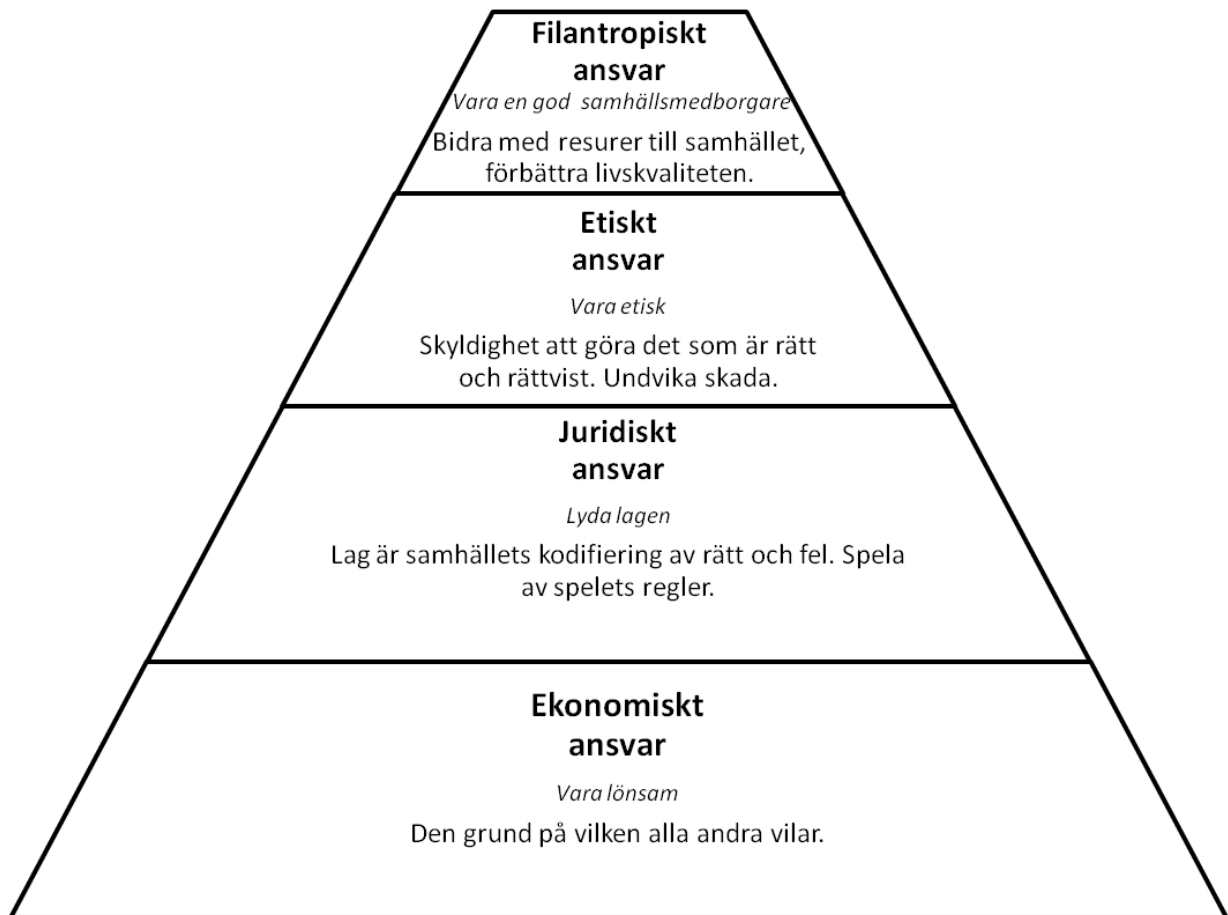 Filantropiskt
ansvar
Vara en god samhällsmedborgare
Bidra med resurer till samhället,
förbättra livskvaliteten.
Etiskt
ansvar
Vara etisk
Skyldighet att göra det som är rätt
och rättvist. Undvika skada.
Juridiskt
ansvar
Lyda lagen
Lag är samhällets kodifiering av rätt och fel. Spela
av spelets regler.
Ekonomiskt
ansvar
Vara lönsam
Den grund på vilken alla andra vilar.